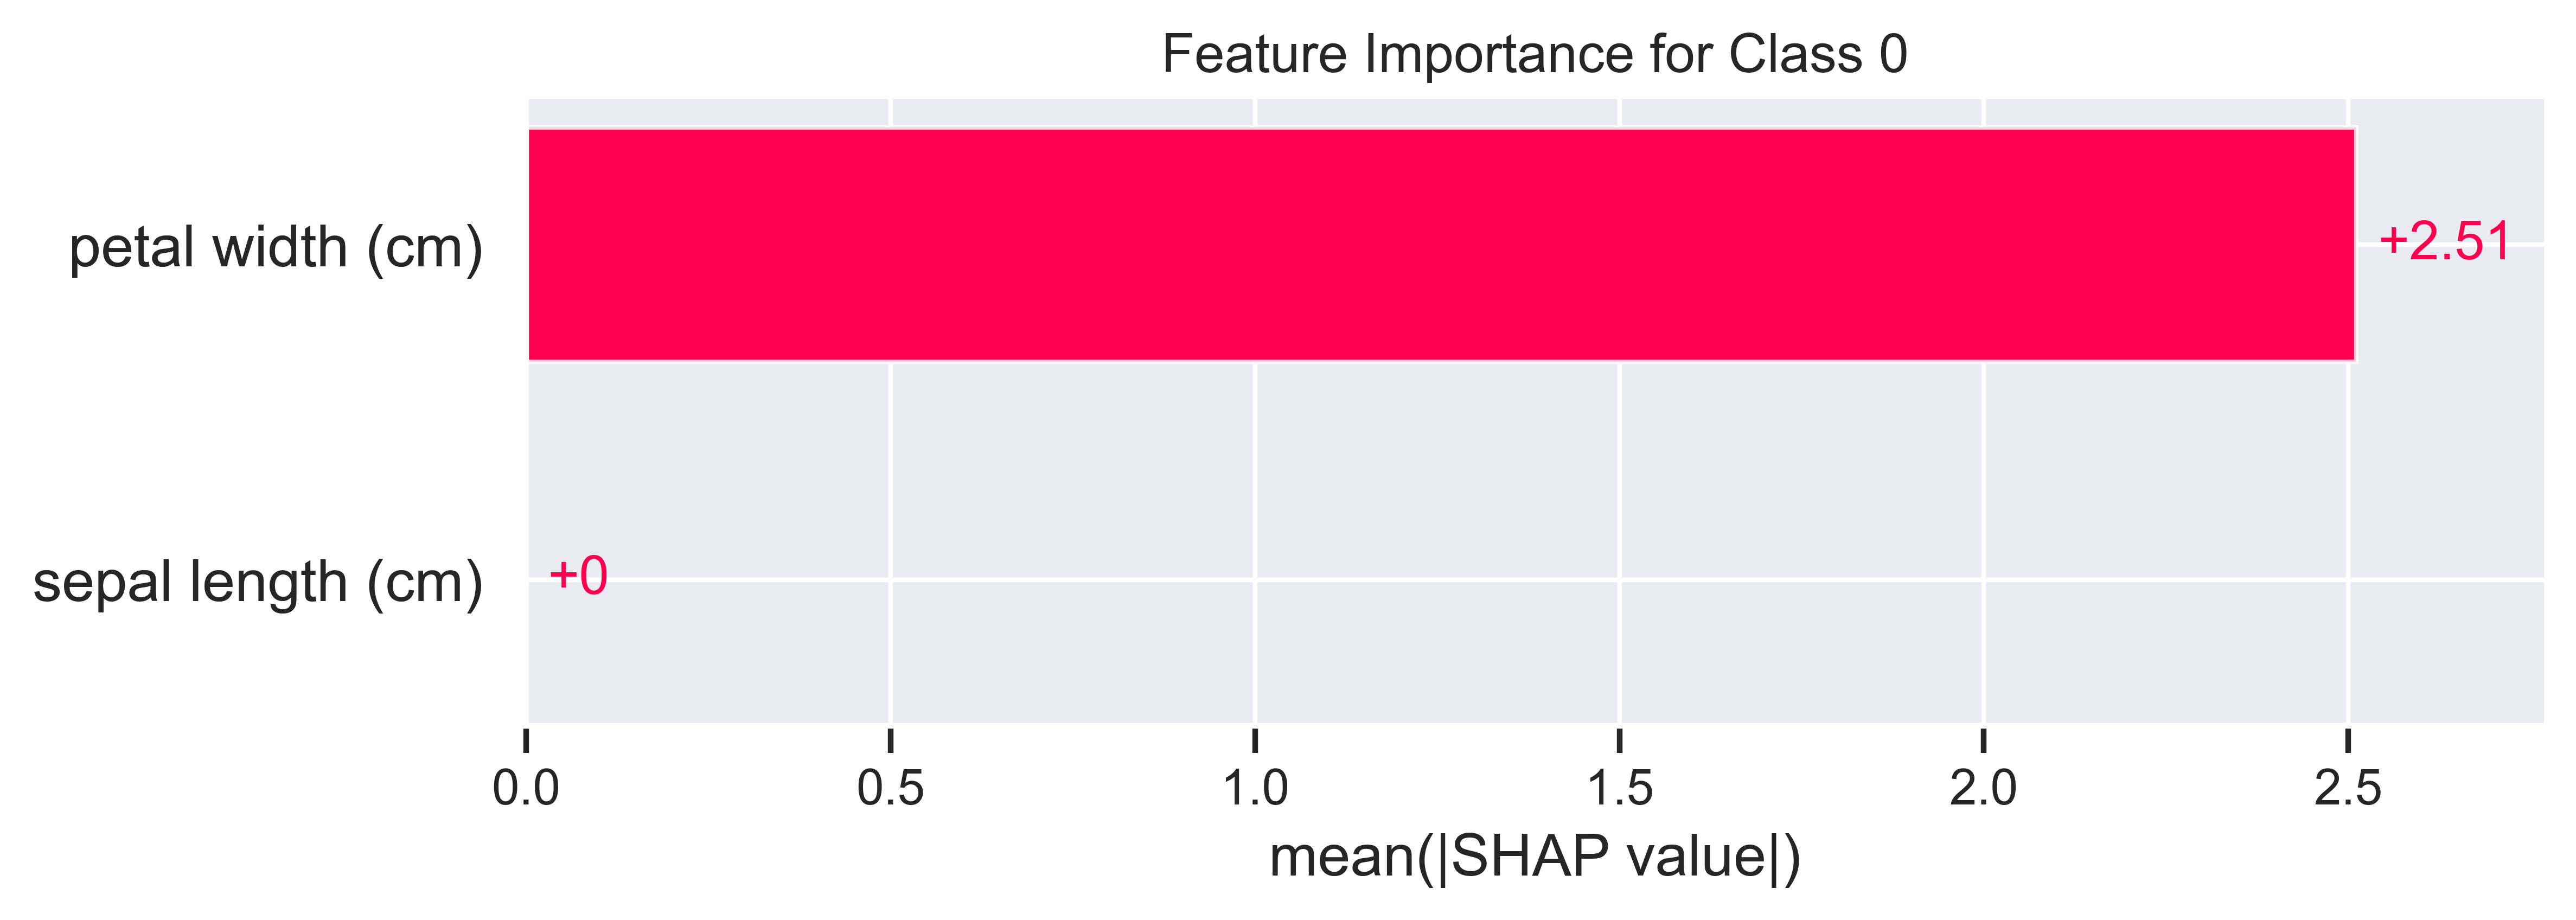 Feature Importance for Class 0
petal width (cm)
+2.51
sepal length (cm)
+0
0.0 0.5 1.0 1.5 2.0 2.5
mean(|SHAP value|)